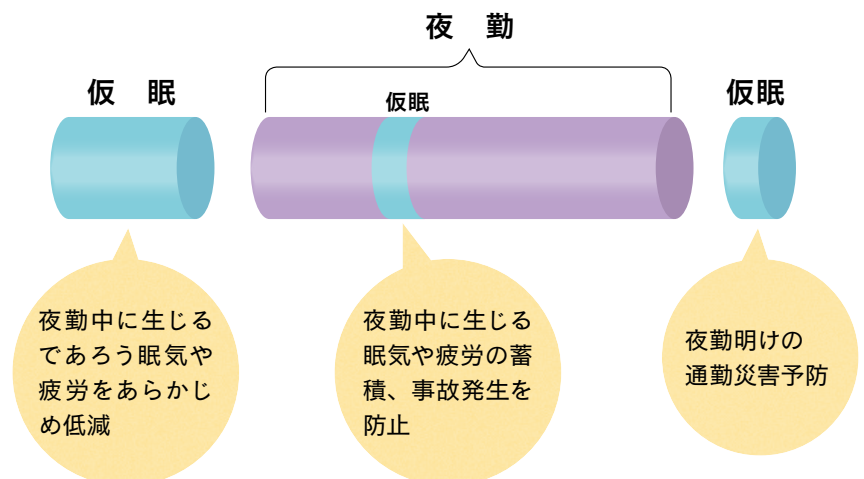 夜　勤
仮　眠
仮眠
仮眠
夜勤中に生じる
であろう眠気や
疲労をあらかじ
め低減
夜勤中に生じる
眠気や疲労の蓄
積、事故発生を
防止
夜勤明けの
通勤災害予防